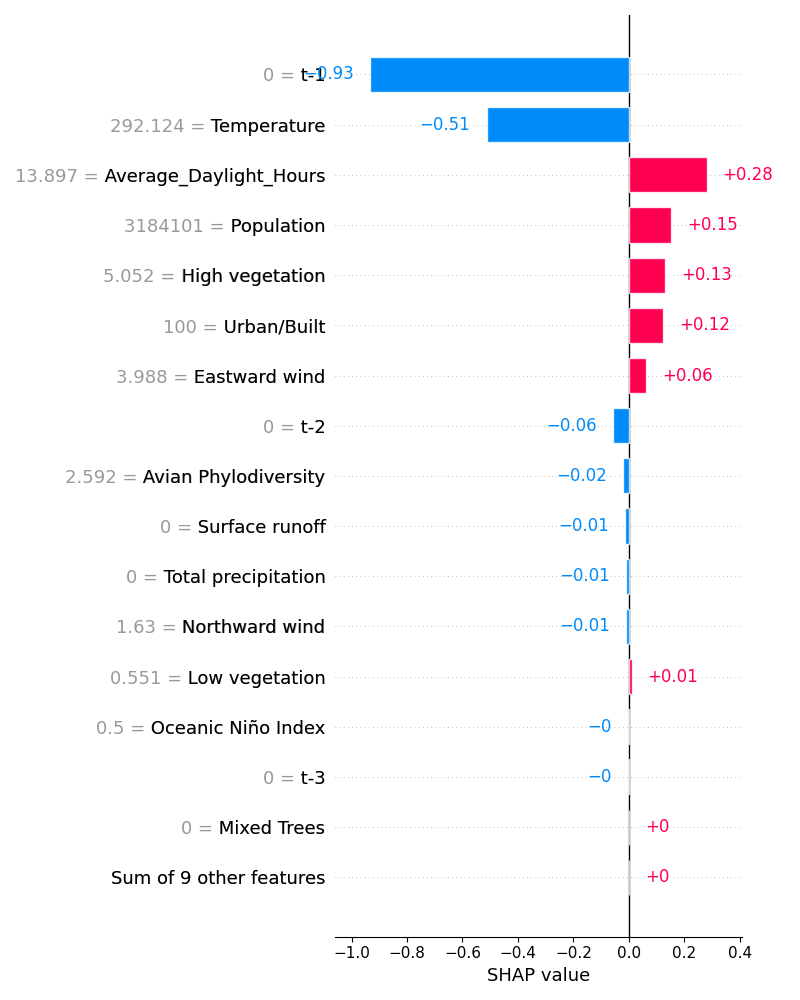 0 = t-1 −0.93
292.124 = Temperature −0.51
13.897 = Average_Daylight_Hours +0.28
3184101 = Population +0.15
5.052 = High vegetation +0.13
100 = Urban/Built +0.12
3.988 = Eastward wind +0.06
0 = t-2 −0.06
2.592 = Avian Phylodiversity −0.02
0 = Surface runoff −0.01
0 = Total precipitation −0.01
1.63 = Northward wind −0.01
0.551 = Low vegetation +0.01
0.5 = Oceanic Niño Index −0
0 = t-3 −0
0 = Mixed Trees +0
Sum of 9 other features +0
−1.0 −0.8 −0.6 −0.4 −0.2 0.0 0.2 0.4
SHAP value